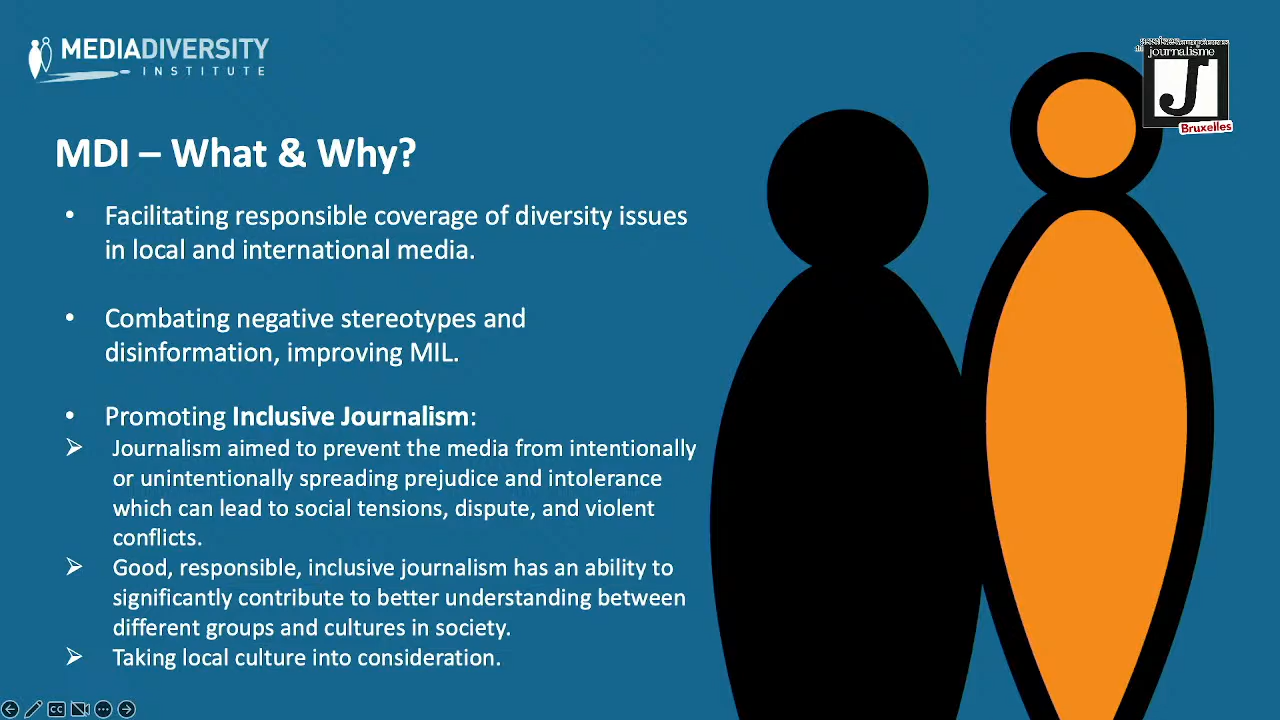 MEDIADIVERSITY
INSTITUTE
journalisme
J
Bruxelles
MDI – What & Why?
• Facilitating responsible coverage of diversity issues
in local and international media.
• Combating negative stereotypes and
disinformation, improving MIL.
• Promoting Inclusive Journalism:
➢ Journalism aimed to prevent the media from intentionally
or unintentionally spreading prejudice and intolerance
which can lead to social tensions, dispute, and violent
conflicts.
➢ Good, responsible, inclusive journalism has an ability to
significantly contribute to better understanding between
different groups and cultures in society.
➢ Taking local culture into consideration.
CC